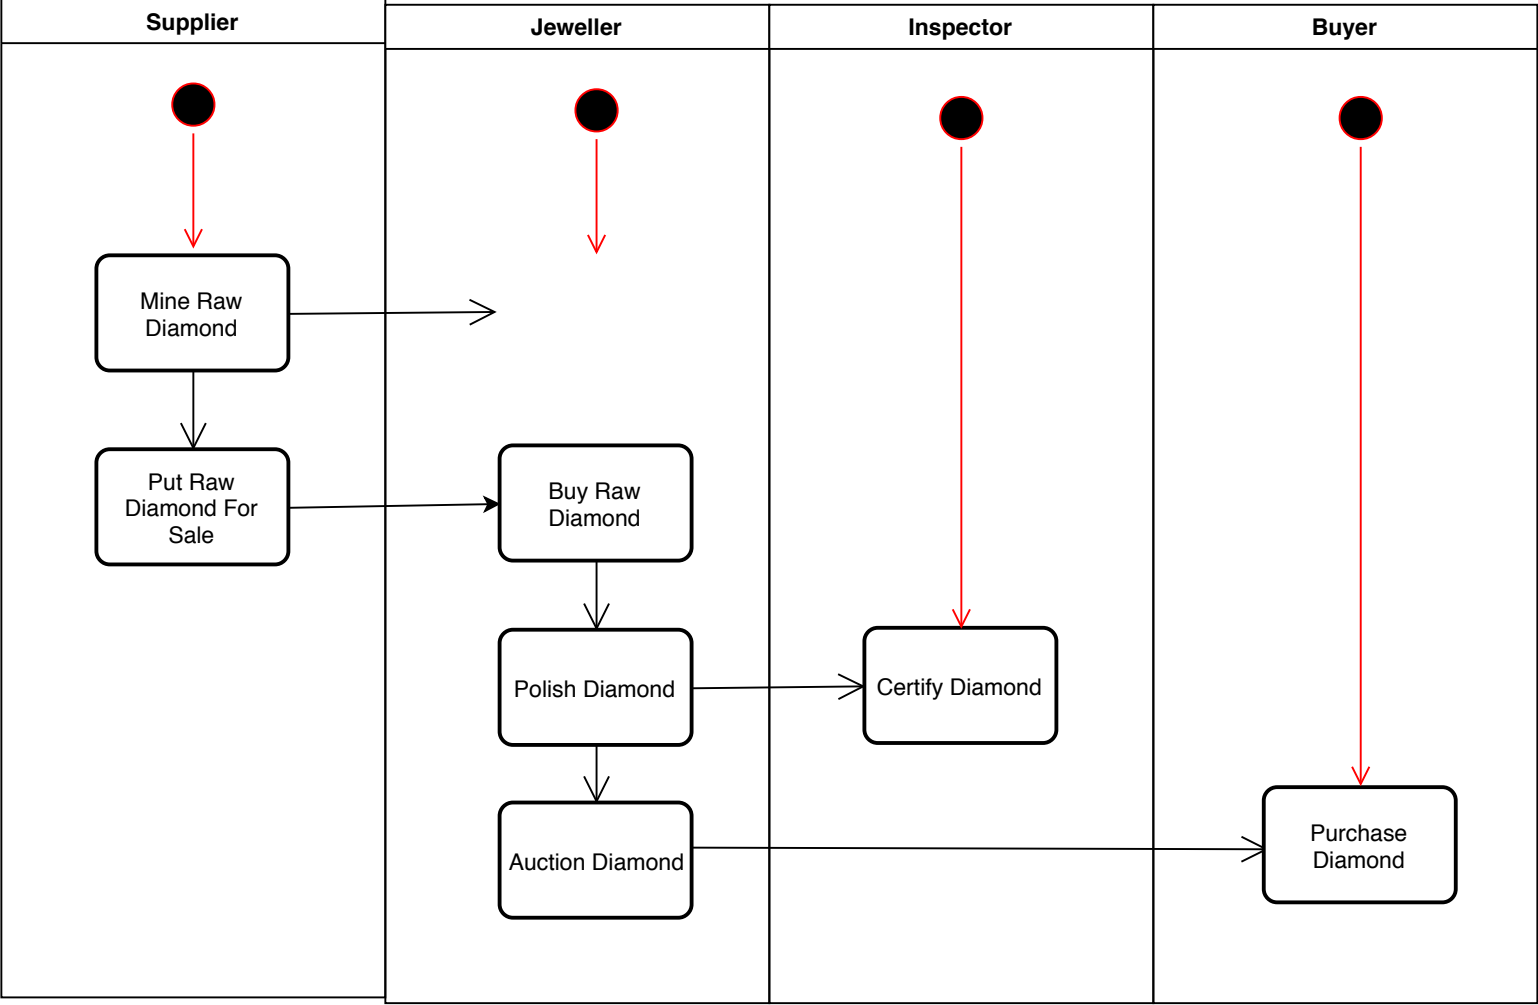 Supplier
Jeweller
Inspector
Buyer
Mine Raw
Diamond
Put Raw
Diamond For
Sale
Buy Raw
Diamond
Polish Diamond
Certify Diamond
Auction Diamond
Purchase
Diamond